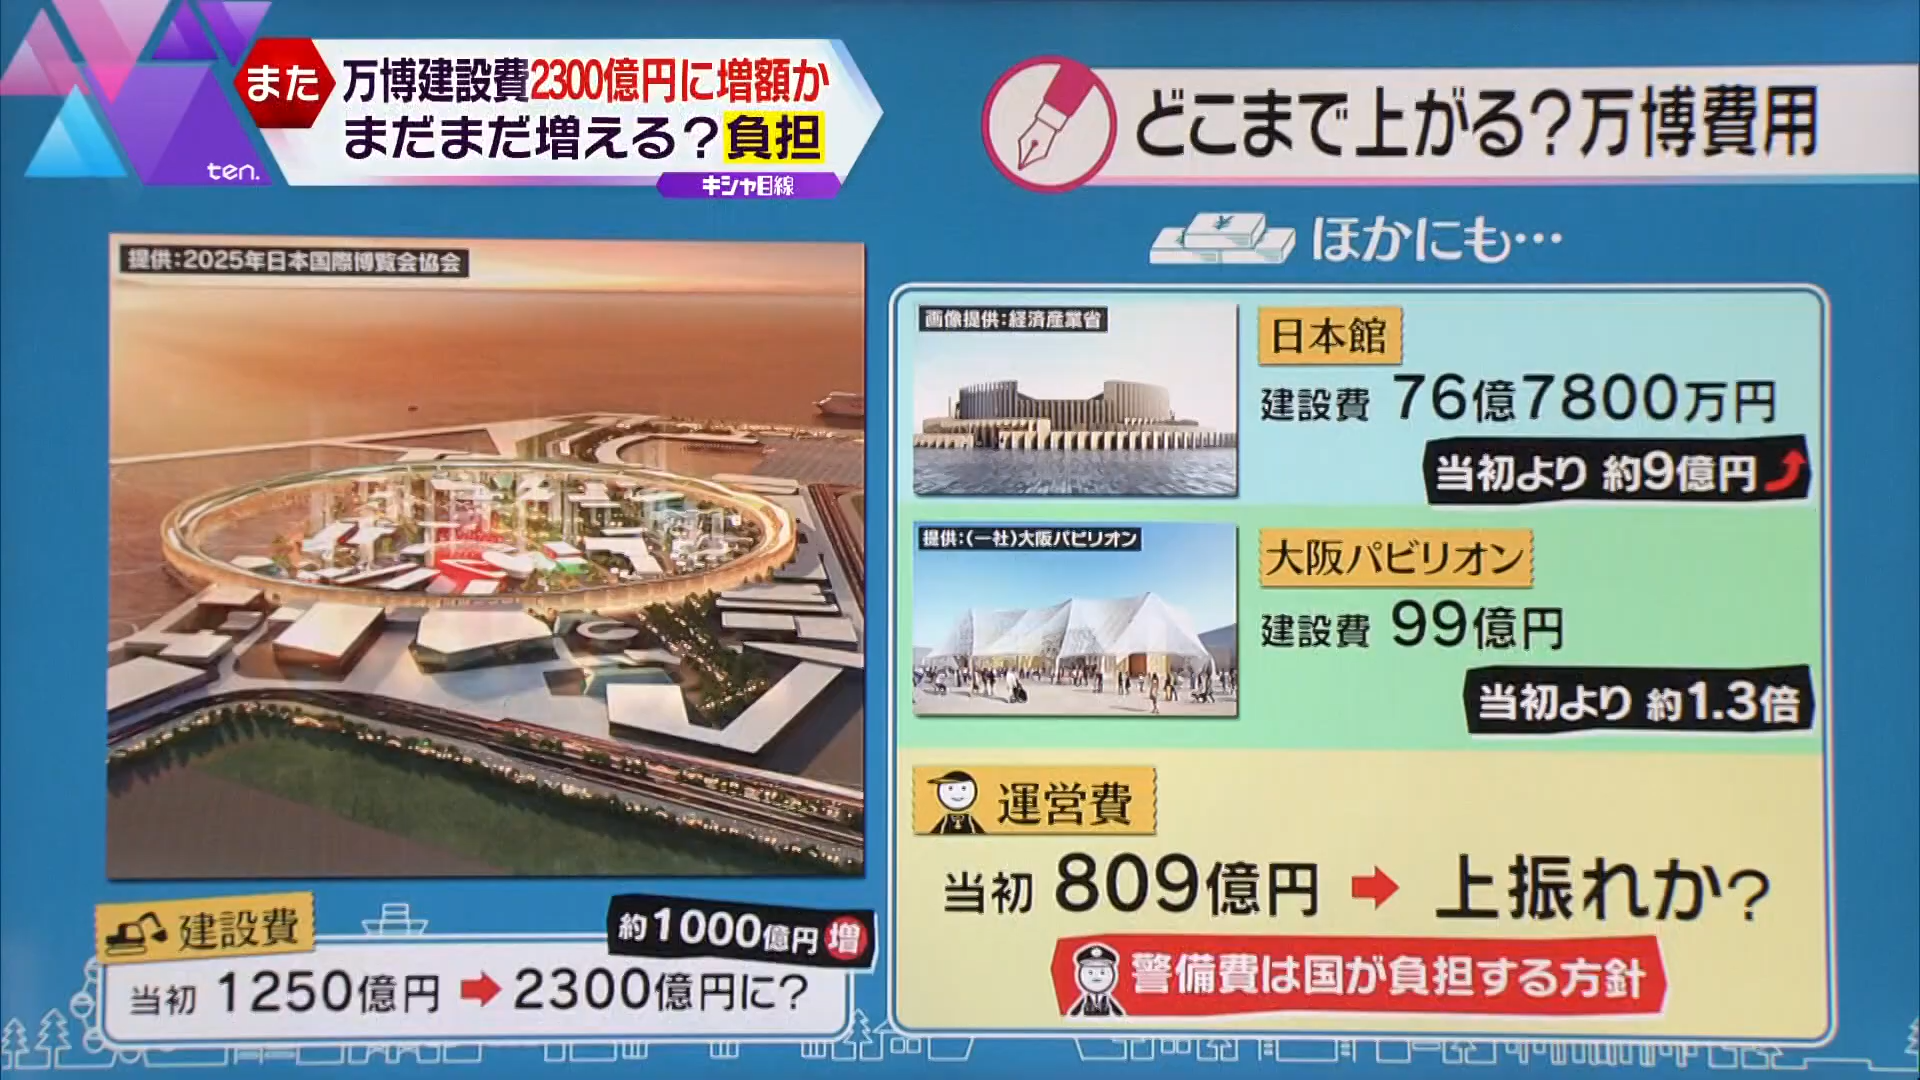 また
万博建設費2300億円に増額か
まだまだ増える？負担
キシャ目線
ten.
どこまで上がる？万博費用
¥
ほかにも…
提供：2025年日本国際博覧会協会
建設費
約1000億円増
当初 1250億円➡2300億円に？
画像提供：経済産業省
日本館
建設費 76億7800万円
当初より 約9億円
提供：(一社)大阪パビリオン
大阪パビリオン
建設費 99億円
当初より 約1.3倍
運営費
当初 809億円➡上振れか？
警備費は国が負担する方針